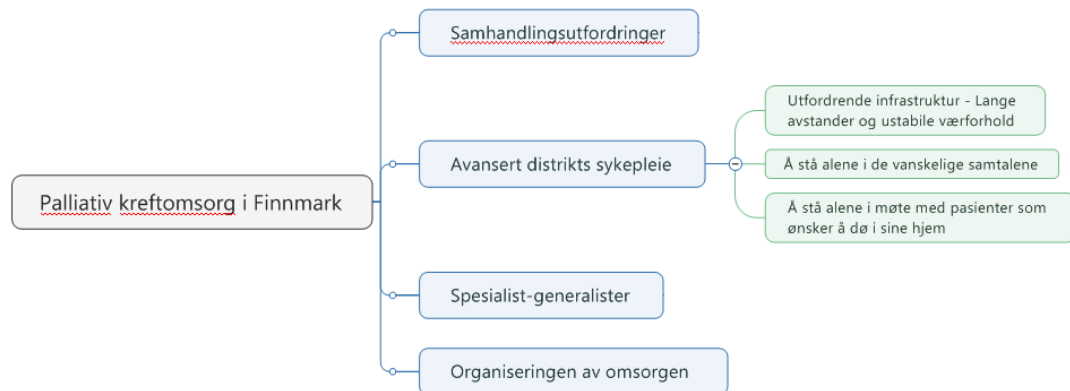 Samhandlingsutfordringer
Utfordrende infrastruktur - Lange
avstander og ustabile værforhold
Avansert distrikts sykepleie
Å stå alene i de vanskelige samtalene
Palliativ kreftomsorg i Finnmark
Å stå alene i møte med pasienter som
ønsker å dø i sine hjem
Spesialist-generalister
Organiseringen av omsorgen